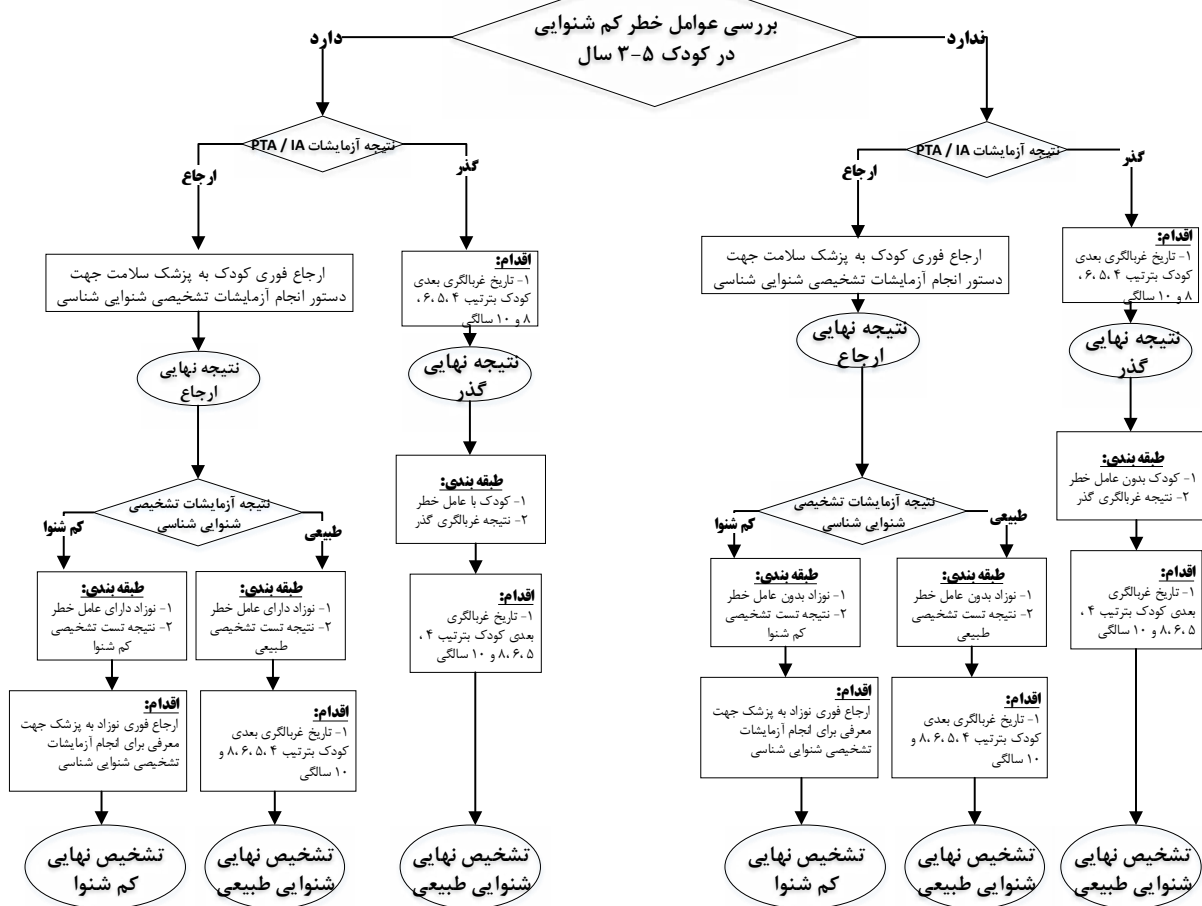 بررسی عوامل خطر کم شنوایی
در کودک ۵-۳ سال
ندارد
دارد
نتیجه آزمایشات PTA / IA
گذر
ارجاع
اقدام:
۱- تاریخ غربالگری بعدی
کودک بترتیب ۴ ،۵ ،۶ ،
۸ و ۱۰ سالگی
ارجاع فوری کودک به پزشک سلامت جهت
دستور انجام آزمایشات تشخیصی شنوایی شناسی
نتیجه نهایی
گذر
نتیجه نهایی
ارجاع
طبقه بندی:
۱- کودک بدون عامل خطر
۲- نتیجه غربالگری گذر
نتیجه آزمایشات تشخیصی
شنوایی شناسی
طبیعی
کم شنوا
اقدام:
۱- تاریخ غربالگری
بعدی کودک بترتیب ۴ ،
۵ ،۶ ،۸ و ۱۰ سالگی
طبقه بندی:
۱- نوزاد بدون عامل خطر
۲- نتیجه تست تشخیصی
طبیعی
طبقه بندی:
۱- نوزاد بدون عامل خطر
۲- نتیجه تست تشخیصی
کم شنوا
اقدام:
۱- تاریخ غربالگری بعدی
کودک بترتیب ۴ ،۵ ،۶ ،۸ و
۱۰ سالگی
اقدام:
ارجاع فوری نوزاد به پزشک جهت
معرفی برای انجام آزمایشات
تشخیصی شنوایی شناسی
تشخیص نهایی
شنوایی طبیعی
تشخیص نهایی
شنوایی طبیعی
تشخیص نهایی
کم شنوا
نتیجه آزمایشات PTA / IA
گذر
ارجاع
اقدام:
۱- تاریخ غربالگری بعدی
کودک بترتیب ۴ ،۵ ،۶ ،
۸ و ۱۰ سالگی
ارجاع فوری کودک به پزشک سلامت جهت
دستور انجام آزمایشات تشخیصی شنوایی شناسی
نتیجه نهایی
گذر
نتیجه نهایی
ارجاع
طبقه بندی:
۱- کودک با عامل خطر
۲- نتیجه غربالگری گذر
نتیجه آزمایشات تشخیصی
شنوایی شناسی
طبیعی
کم شنوا
اقدام:
۱- تاریخ غربالگری
بعدی کودک بترتیب ۴ ،
۵ ،۶ ،۸ و ۱۰ سالگی
طبقه بندی:
۱- نوزاد دارای عامل خطر
۲- نتیجه تست تشخیصی
طبیعی
طبقه بندی:
۱- نوزاد دارای عامل خطر
۲- نتیجه تست تشخیصی
کم شنوا
اقدام:
۱- تاریخ غربالگری بعدی
کودک بترتیب ۴ ،۵ ،۶ ،۸ و
۱۰ سالگی
اقدام:
ارجاع فوری نوزاد به پزشک جهت
معرفی برای انجام آزمایشات
تشخیصی شنوایی شناسی
تشخیص نهایی
شنوایی طبیعی
تشخیص نهایی
شنوایی طبیعی
تشخیص نهایی
کم شنوا